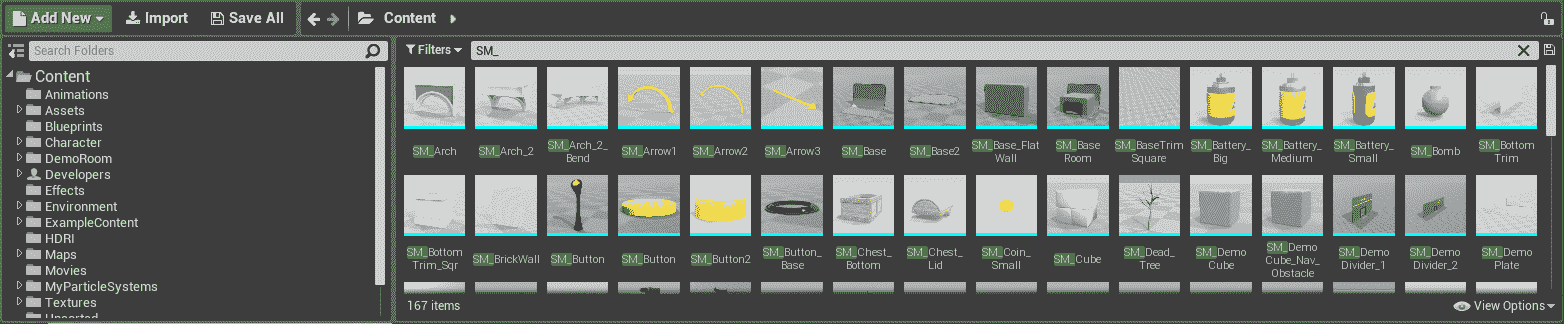 Add New
Import
Save All
Content
Search Folders
Content
Animations
Assets
Blueprints
Character
DemoRoom
Developers
Effects
Environment
ExampleContent
HDRI
Maps
Movies
MyParticleSystems
Textures
Unsorted
Filters
SM_
SM_Arch
SM_Arch_2
SM_Arch_2_
Bend
SM_Arrow1
SM_Arrow2
SM_Arrow3
SM_Base
SM_Base2
SM_Base_Flat
Wall
SM_Base
Room
SM_BaseTrim
Square
SM_Battery_
Big
SM_Battery_
Medium
SM_Battery_
Small
SM_Bomb
SM_Bottom
Trim
SM_Bottom
Trim_Sqr
SM_BrickWall
SM_Button
SM_Button
SM_Button2
SM_Button_
Base
SM_Chest_
Bottom
SM_Chest_
Lid
SM_Coin_
Small
SM_Cube
SM_Dead_
Tree
SM_Demo
Cube
SM_Demo
Cube_Nav_
Obstacle
SM_Demo
Divider_1
SM_Demo
Divider_2
SM_Demo
Plate
167 items
View Options